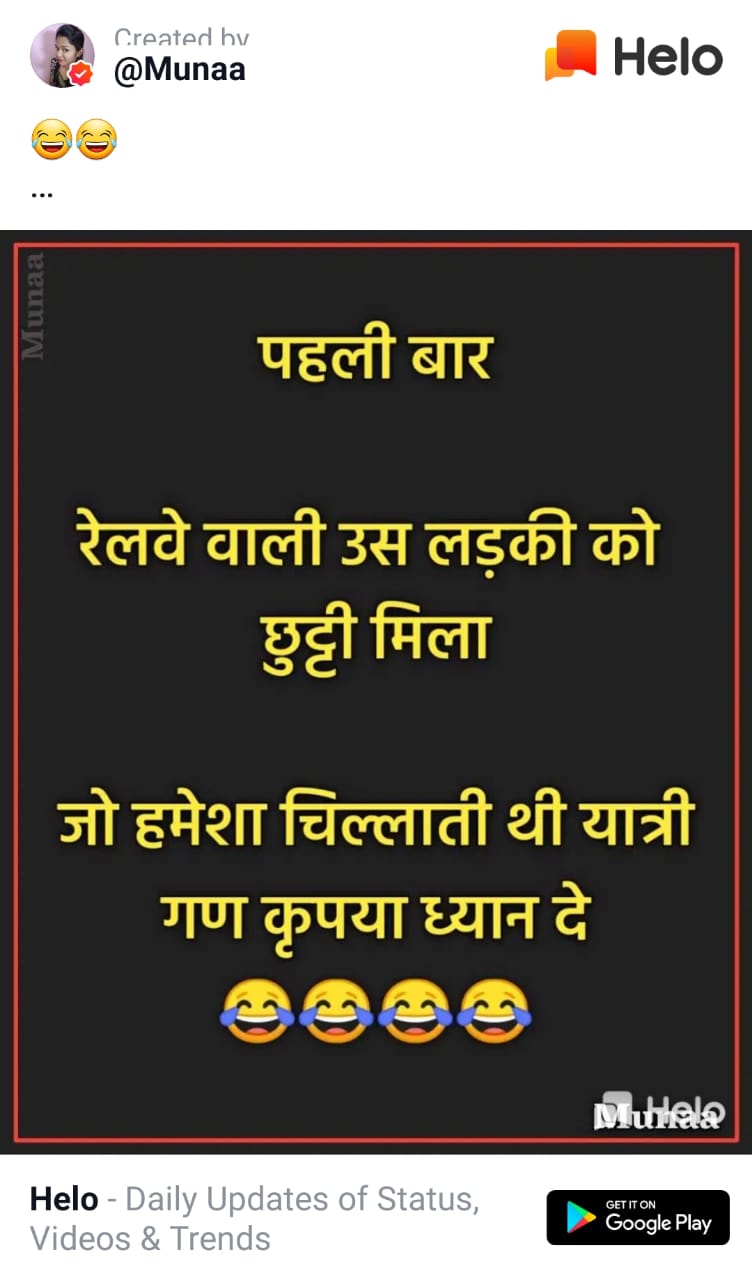 Created by
@Munaa
Helo
😂😂
...
Munaa
पहली बार
रेलवे वाली उस लड़की को
छुट्टी मिला
जो हमेशा चिल्लाती थी यात्री
गण कृपया ध्यान दे
😂😂😂😂
Helo
Munaa
Helo - Daily Updates of Status,
Videos & Trends
GET IT ON
Google Play